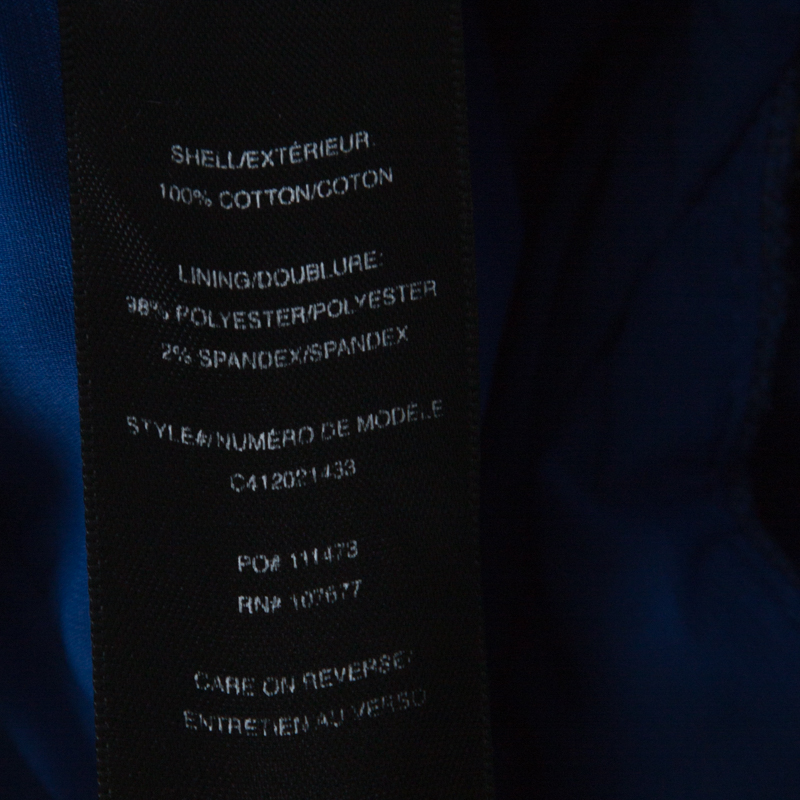 SHELL/EXTÉRIEUR
100% COTTON/COTON
LINING/DOUBLURE:
98% POLYESTER/POLYESTER
2% SPANDEX/SPANDEX
STYLE#/NUMÉRO DE MODÈLE
C412021433
PO# 111473
RN# 107677
CARE ON REVERSE/
ENTRETIEN AU VERSO